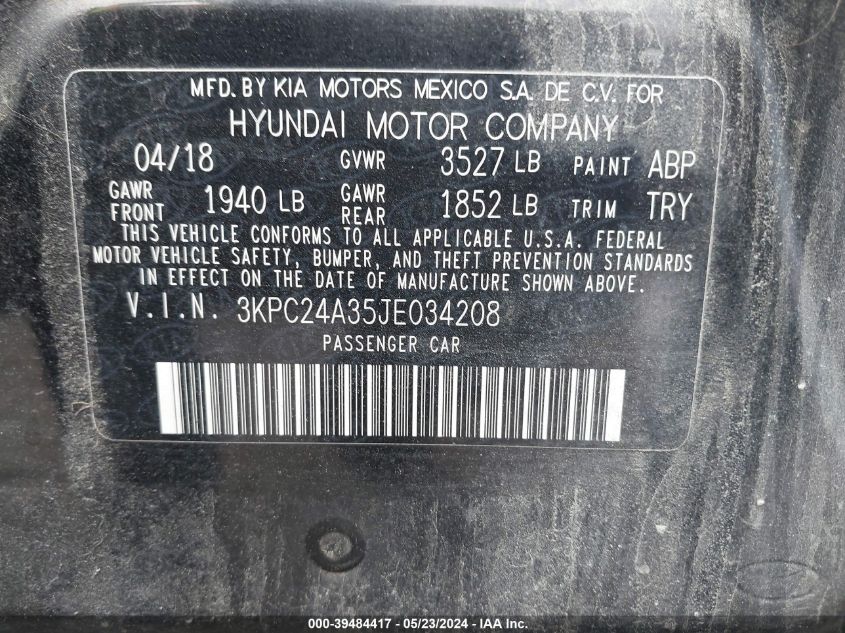 MFD. BY KIA MOTORS MEXICO S.A. DE C.V. FOR
HYUNDAI MOTOR COMPANY
04/18 GVWR 3527 LB PAINT ABP
GAWR FRONT 1940 LB GAWR REAR 1852 LB TRIM TRY
THIS VEHICLE CONFORMS TO ALL APPLICABLE U.S.A. FEDERAL
MOTOR VEHICLE SAFETY, BUMPER, AND THEFT PREVENTION STANDARDS
IN EFFECT ON THE DATE OF MANUFACTURE SHOWN ABOVE.
V.I.N. 3KPC24A35JE034208
PASSENGER CAR
000-39484417 - 05/23/2024 - IAA Inc.